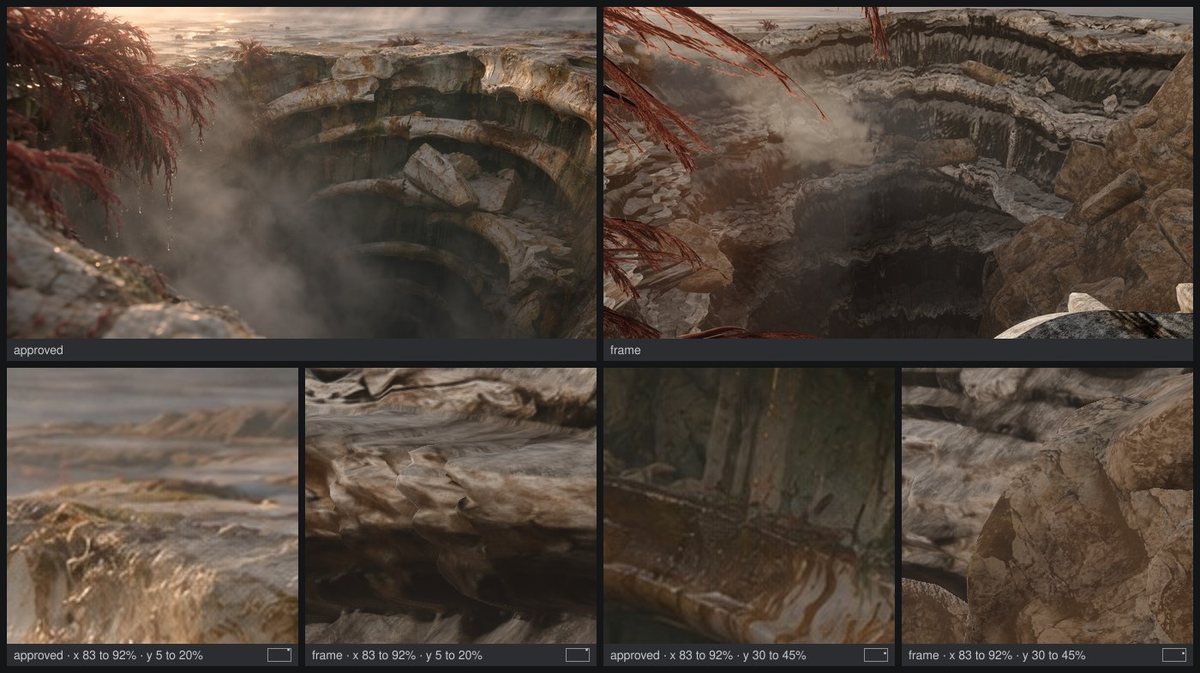 approved
frame
approved · x 83 to 92% · y 5 to 20%
frame · x 83 to 92% · y 5 to 20%
approved · x 83 to 92% · y 30 to 45%
frame · x 83 to 92% · y 30 to 45%